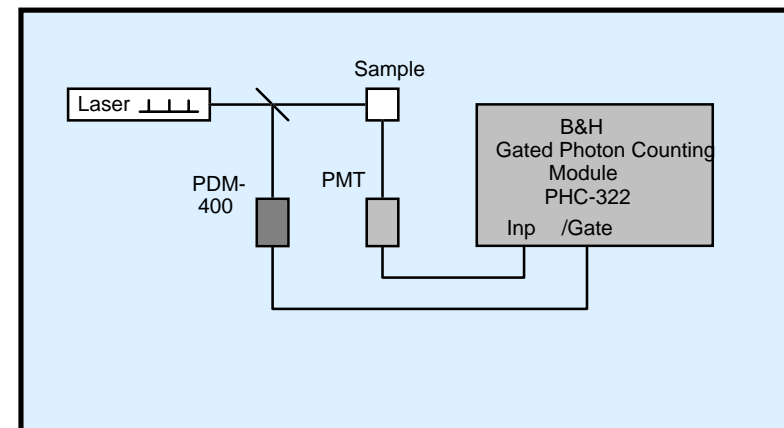 Sample
Laser
B&H
Gated Photon Counting
Module
PHC-322
PDM-
400
PMT
Inp /Gate